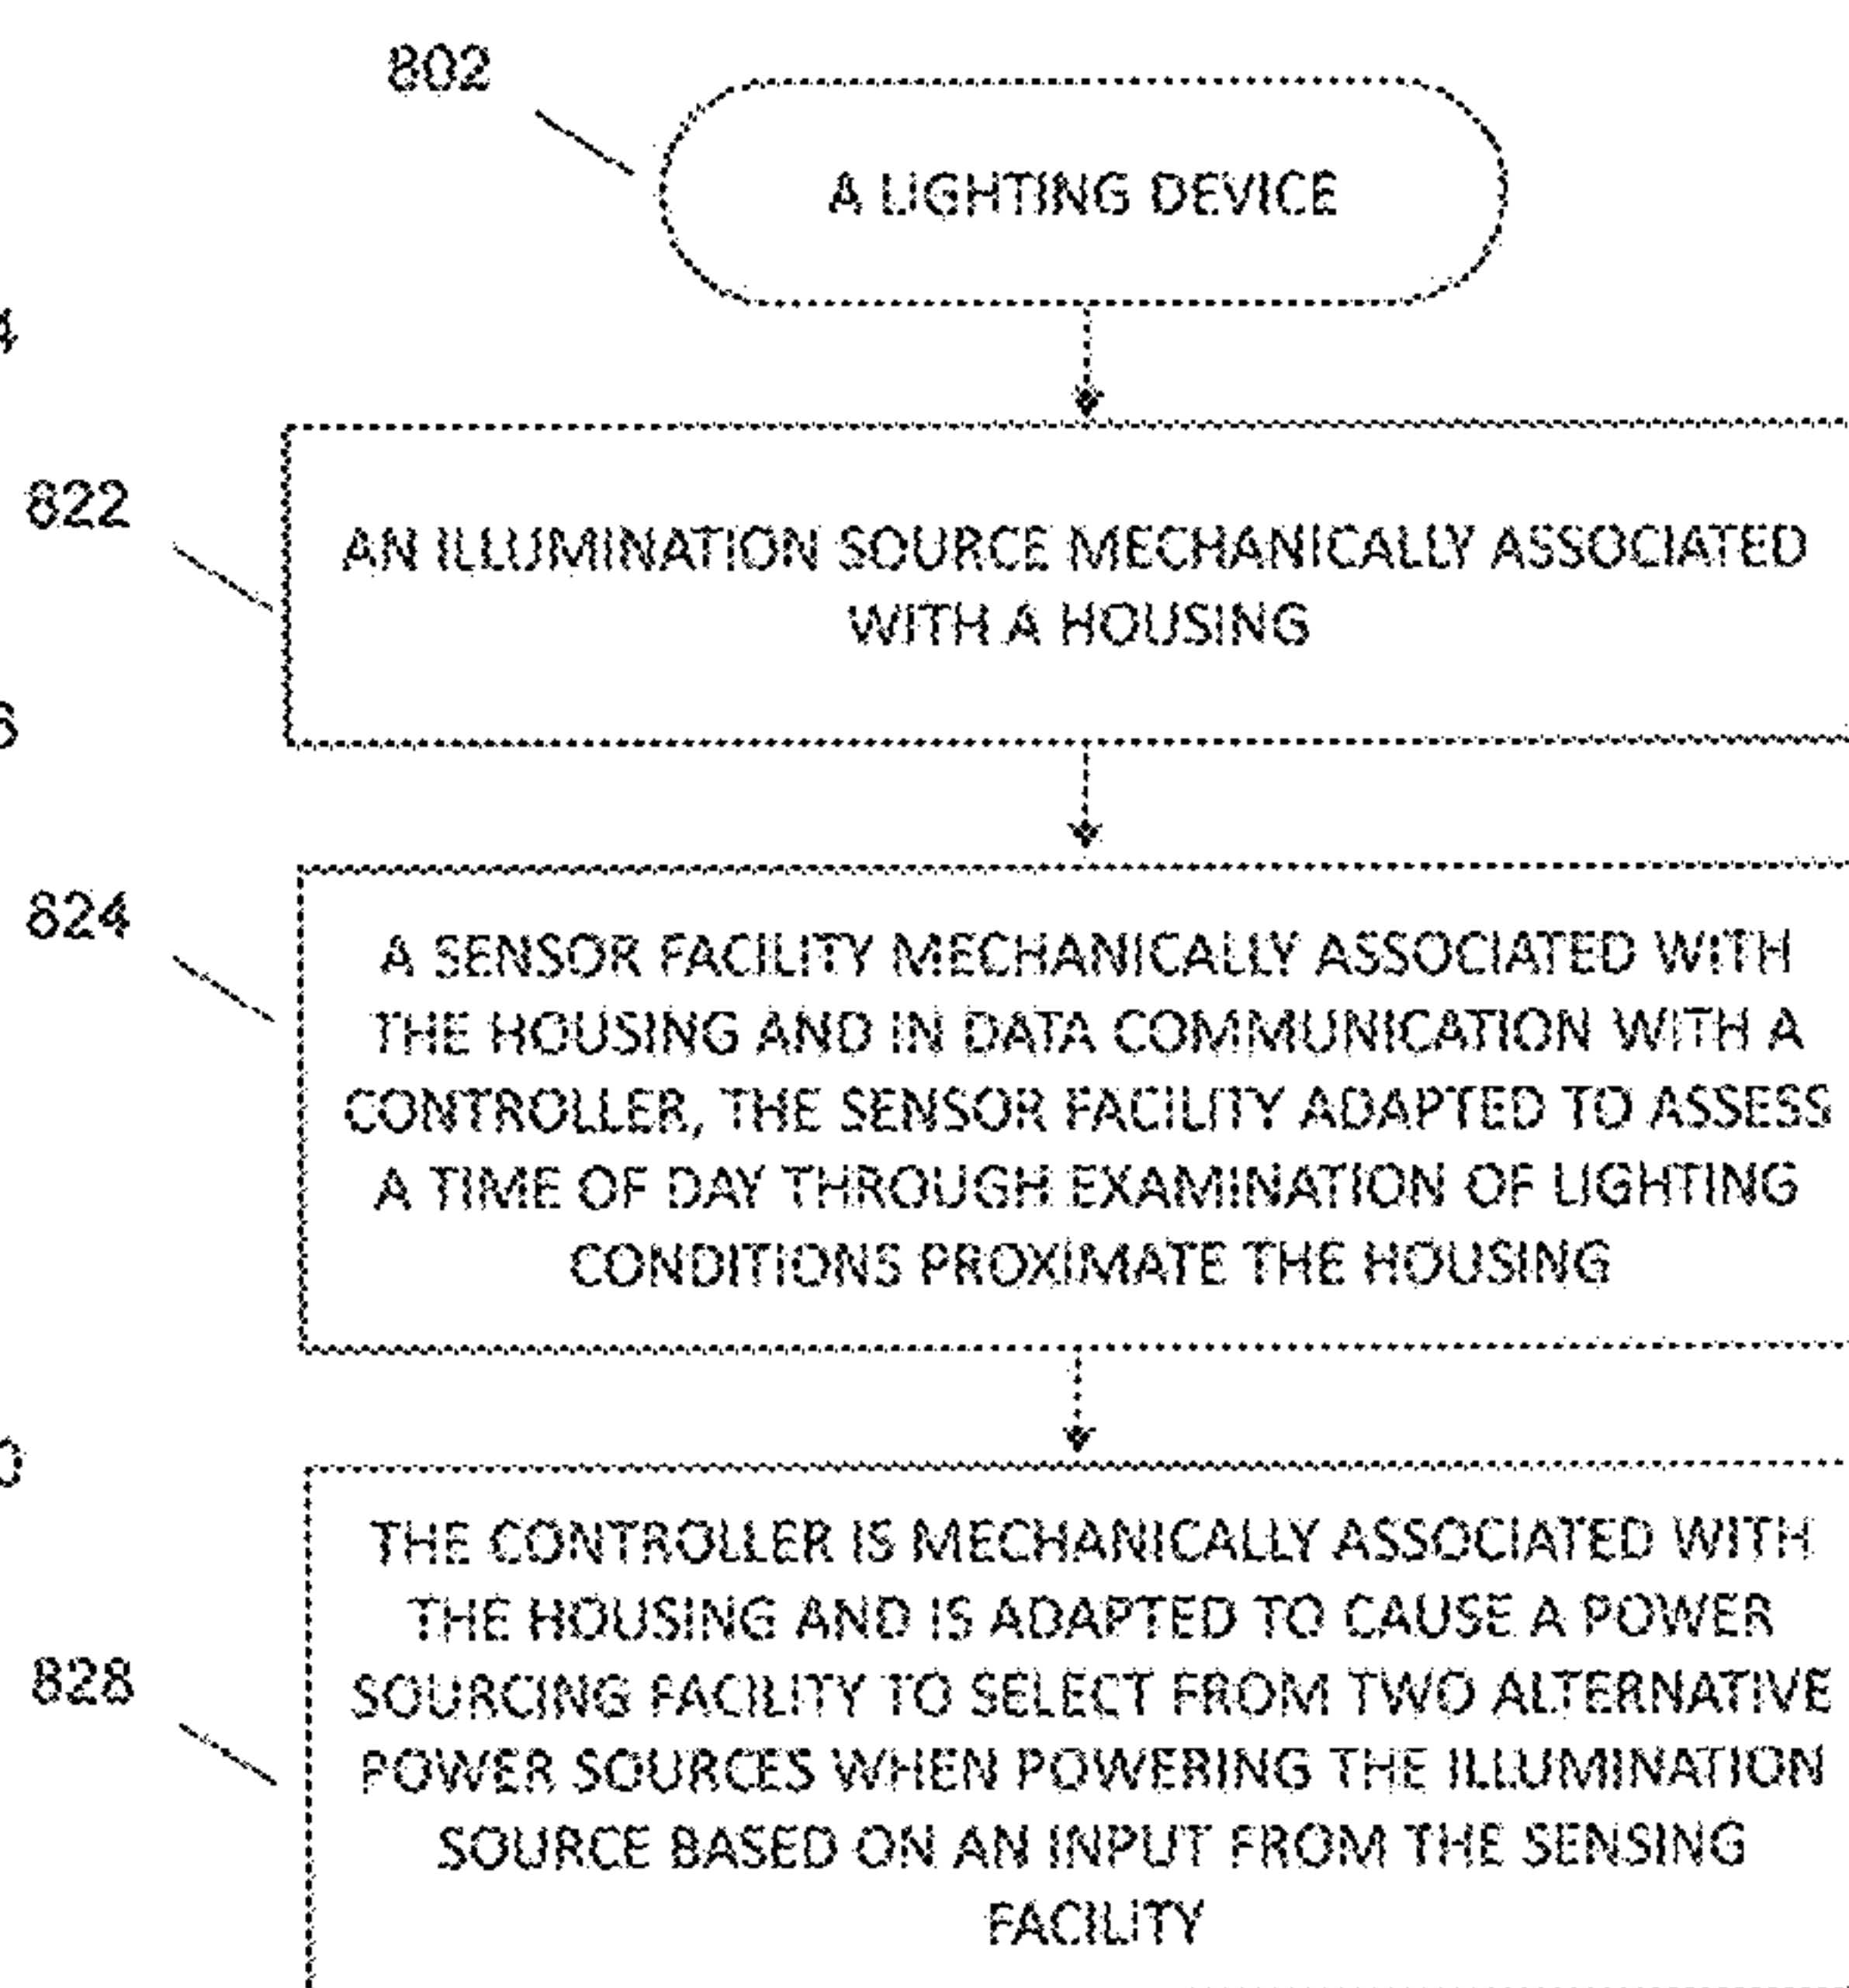 802
A LIGHTING DEVICE
4
822
AN ILLUMINATION SOURCE MECHANICALLY ASSOCIATED
WITH A HOUSING
6
824
A SENSOR FACILITY MECHANICALLY ASSOCIATED WITH
THE HOUSING AND IN DATA COMMUNICATION WITH A
CONTROLLER, THE SENSOR FACILITY ADAPTED TO ASSESS
A TIME OF DAY THROUGH EXAMINATION OF LIGHTING
CONDITIONS PROXIMATE THE HOUSING
0
828
THE CONTROLLER IS MECHANICALLY ASSOCIATED WITH
THE HOUSING AND IS ADAPTED TO CAUSE A POWER
SOURCING FACILITY TO SELECT FROM TWO ALTERNATIVE
POWER SOURCES WHEN POWERING THE ILLUMINATION
SOURCE BASED ON AN INPUT FROM THE SENSING
FACILITY